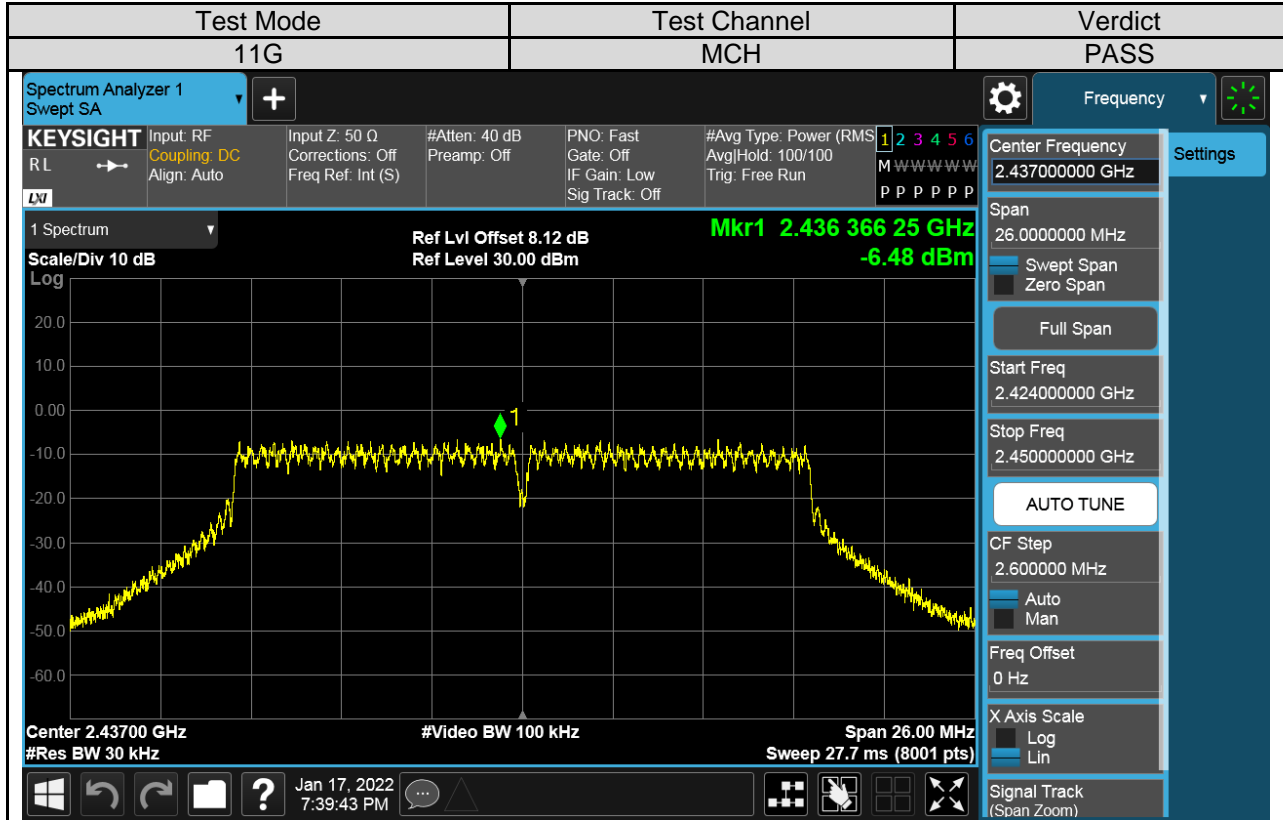 Test Mode Test Channel Verdict
11G MCH PASS
Spectrum Analyzer 1
Swept SA
+
Frequency
KEYSIGHT Input: RF Input Z: 50 Ω #Atten: 40 dB PNO: Fast #Avg Type: Power (RMS 1 2 3 4 5 6
RL Coupling: DC Corrections: Off Preamp: Off Gate: Off Avg|Hold: 100/100 M W W W W W
Align: Auto Freq Ref: Int (S) IF Gain: Low Trig: Free Run
LXI Sig Track: Off P P P P P P
1 Spectrum
Ref Lvl Offset 8.12 dB Mkr1 2.436 366 25 GHz
Scale/Div 10 dB Ref Level 30.00 dBm -6.48 dBm
Log
20.0
10.0
0.00
1
-10.0
-20.0
-30.0
-40.0
-50.0
-60.0
Center 2.43700 GHz #Video BW 100 kHz Span 26.00 MHz
#Res BW 30 kHz Sweep 27.7 ms (8001 pts)
Center Frequency
2.437000000 GHz
Settings
Span
26.0000000 MHz
Swept Span
Zero Span
Full Span
Start Freq
2.424000000 GHz
Stop Freq
2.450000000 GHz
AUTO TUNE
CF Step
2.600000 MHz
Auto
Man
Freq Offset
0 Hz
X Axis Scale
Log
Lin
Signal Track
(Span Zoom)
? Jan 17, 2022
7:39:43 PM